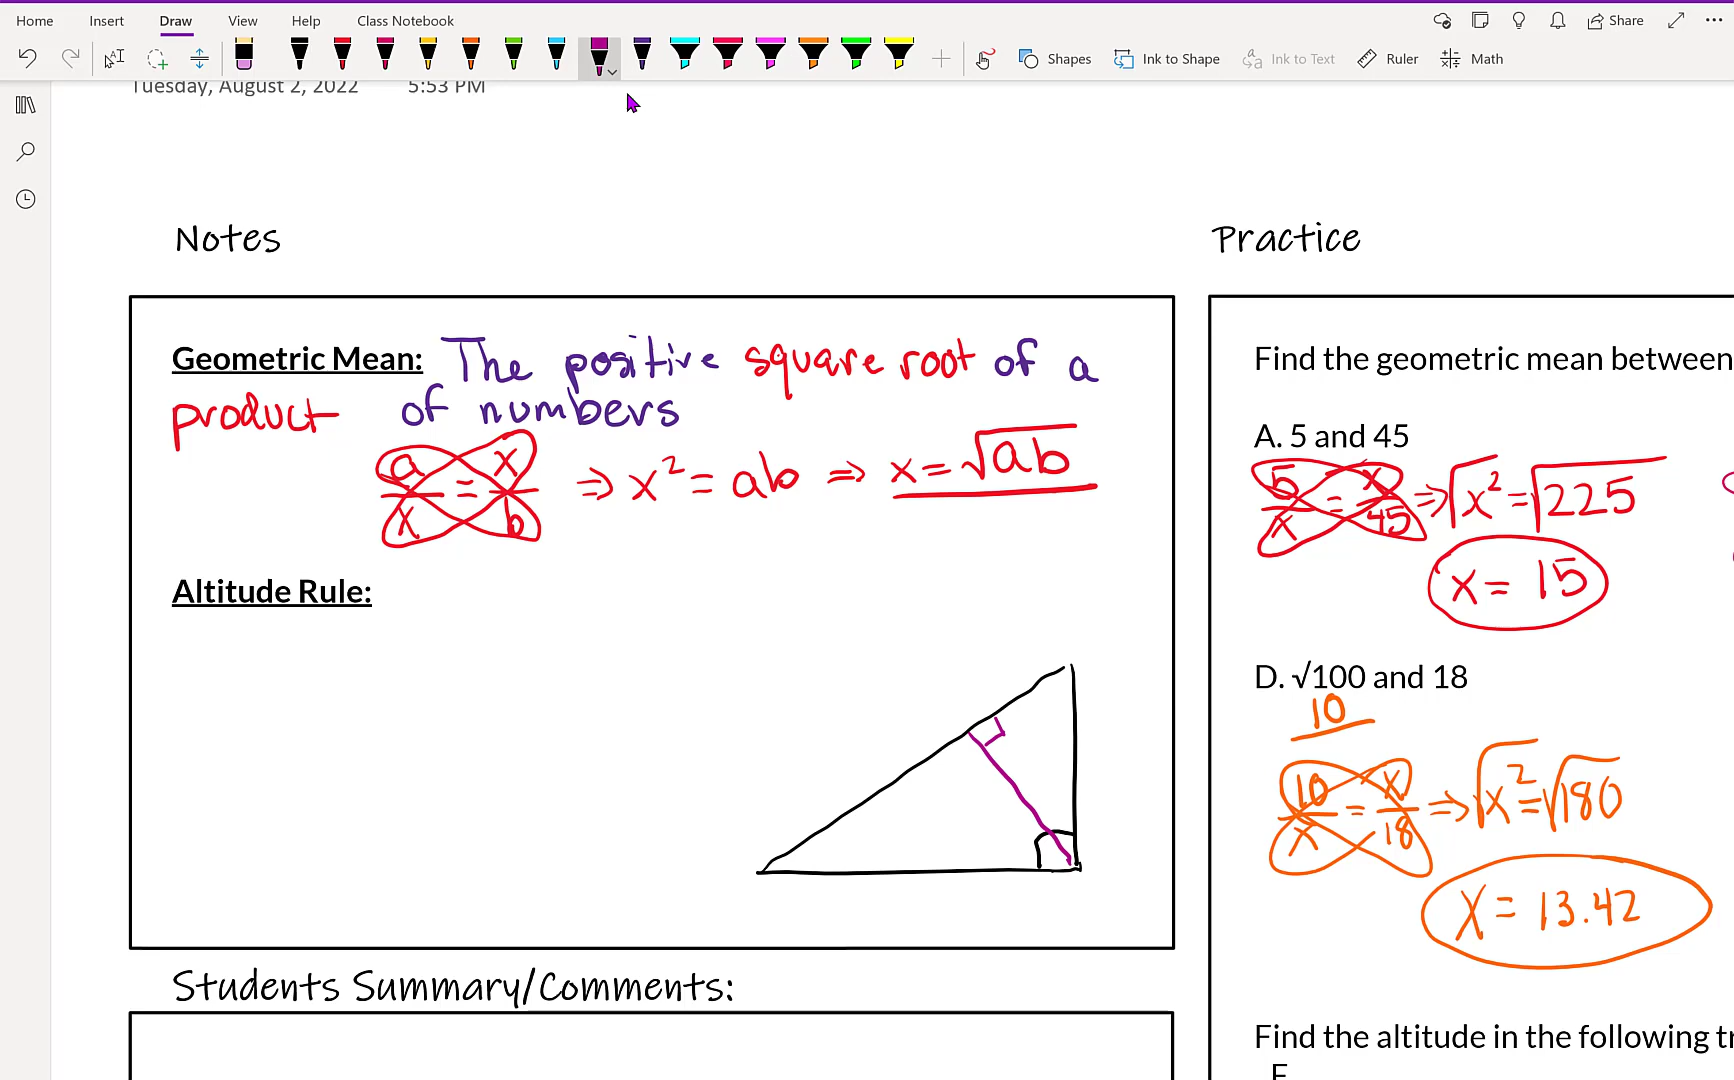 Home Insert Draw View Help Class Notebook Share
Shapes Ink to Shape Ink to Text Ruler Math
Tuesday, August 2, 2022 5:53 PM
Notes
Geometric Mean: The positive square root of a
product of numbers
a/x = x/b ⇒ x² = ab ⇒ x = √ab
Altitude Rule:
Students Summary/Comments:
Practice
Find the geometric mean between
A. 5 and 45
5/x = x/45 ⇒ √x² = √225
x = 15
D. √100 and 18
10
10/x = x/18 ⇒ √x² = √180
x = 13.42
Find the altitude in the following